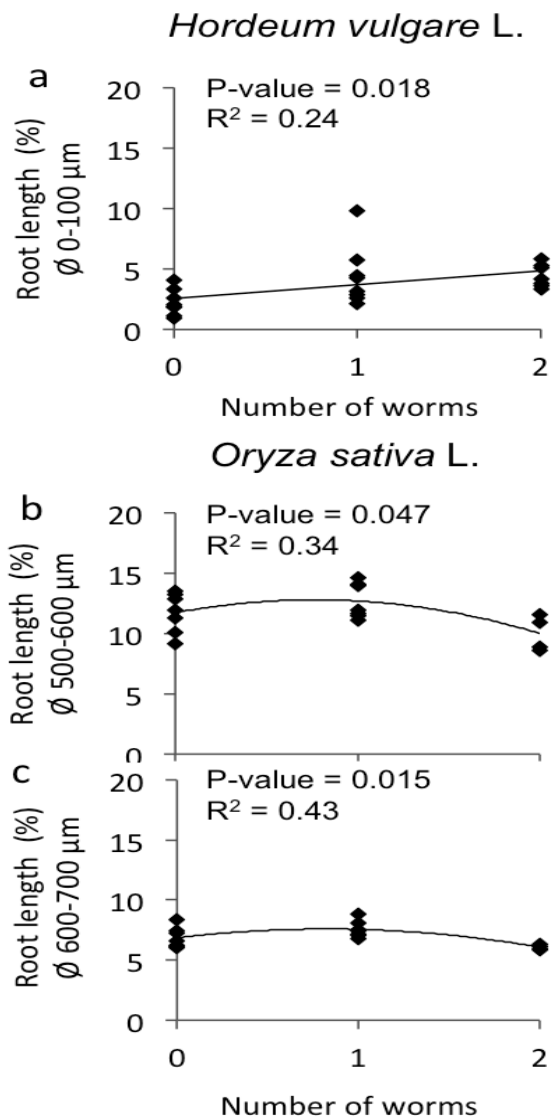 Hordeum vulgare L.
a
P-value = 0.018
R² = 0.24
Root length (%)
Ø 0-100 µm
20
15
10
5
0
0 1 2
Number of worms
Oryza sativa L.
b
P-value = 0.047
R² = 0.34
Root length (%)
Ø 500-600 µm
20
15
10
5
0
c
P-value = 0.015
R² = 0.43
Root length (%)
Ø 600-700 µm
20
15
10
5
0
0 1 2
Number of worms